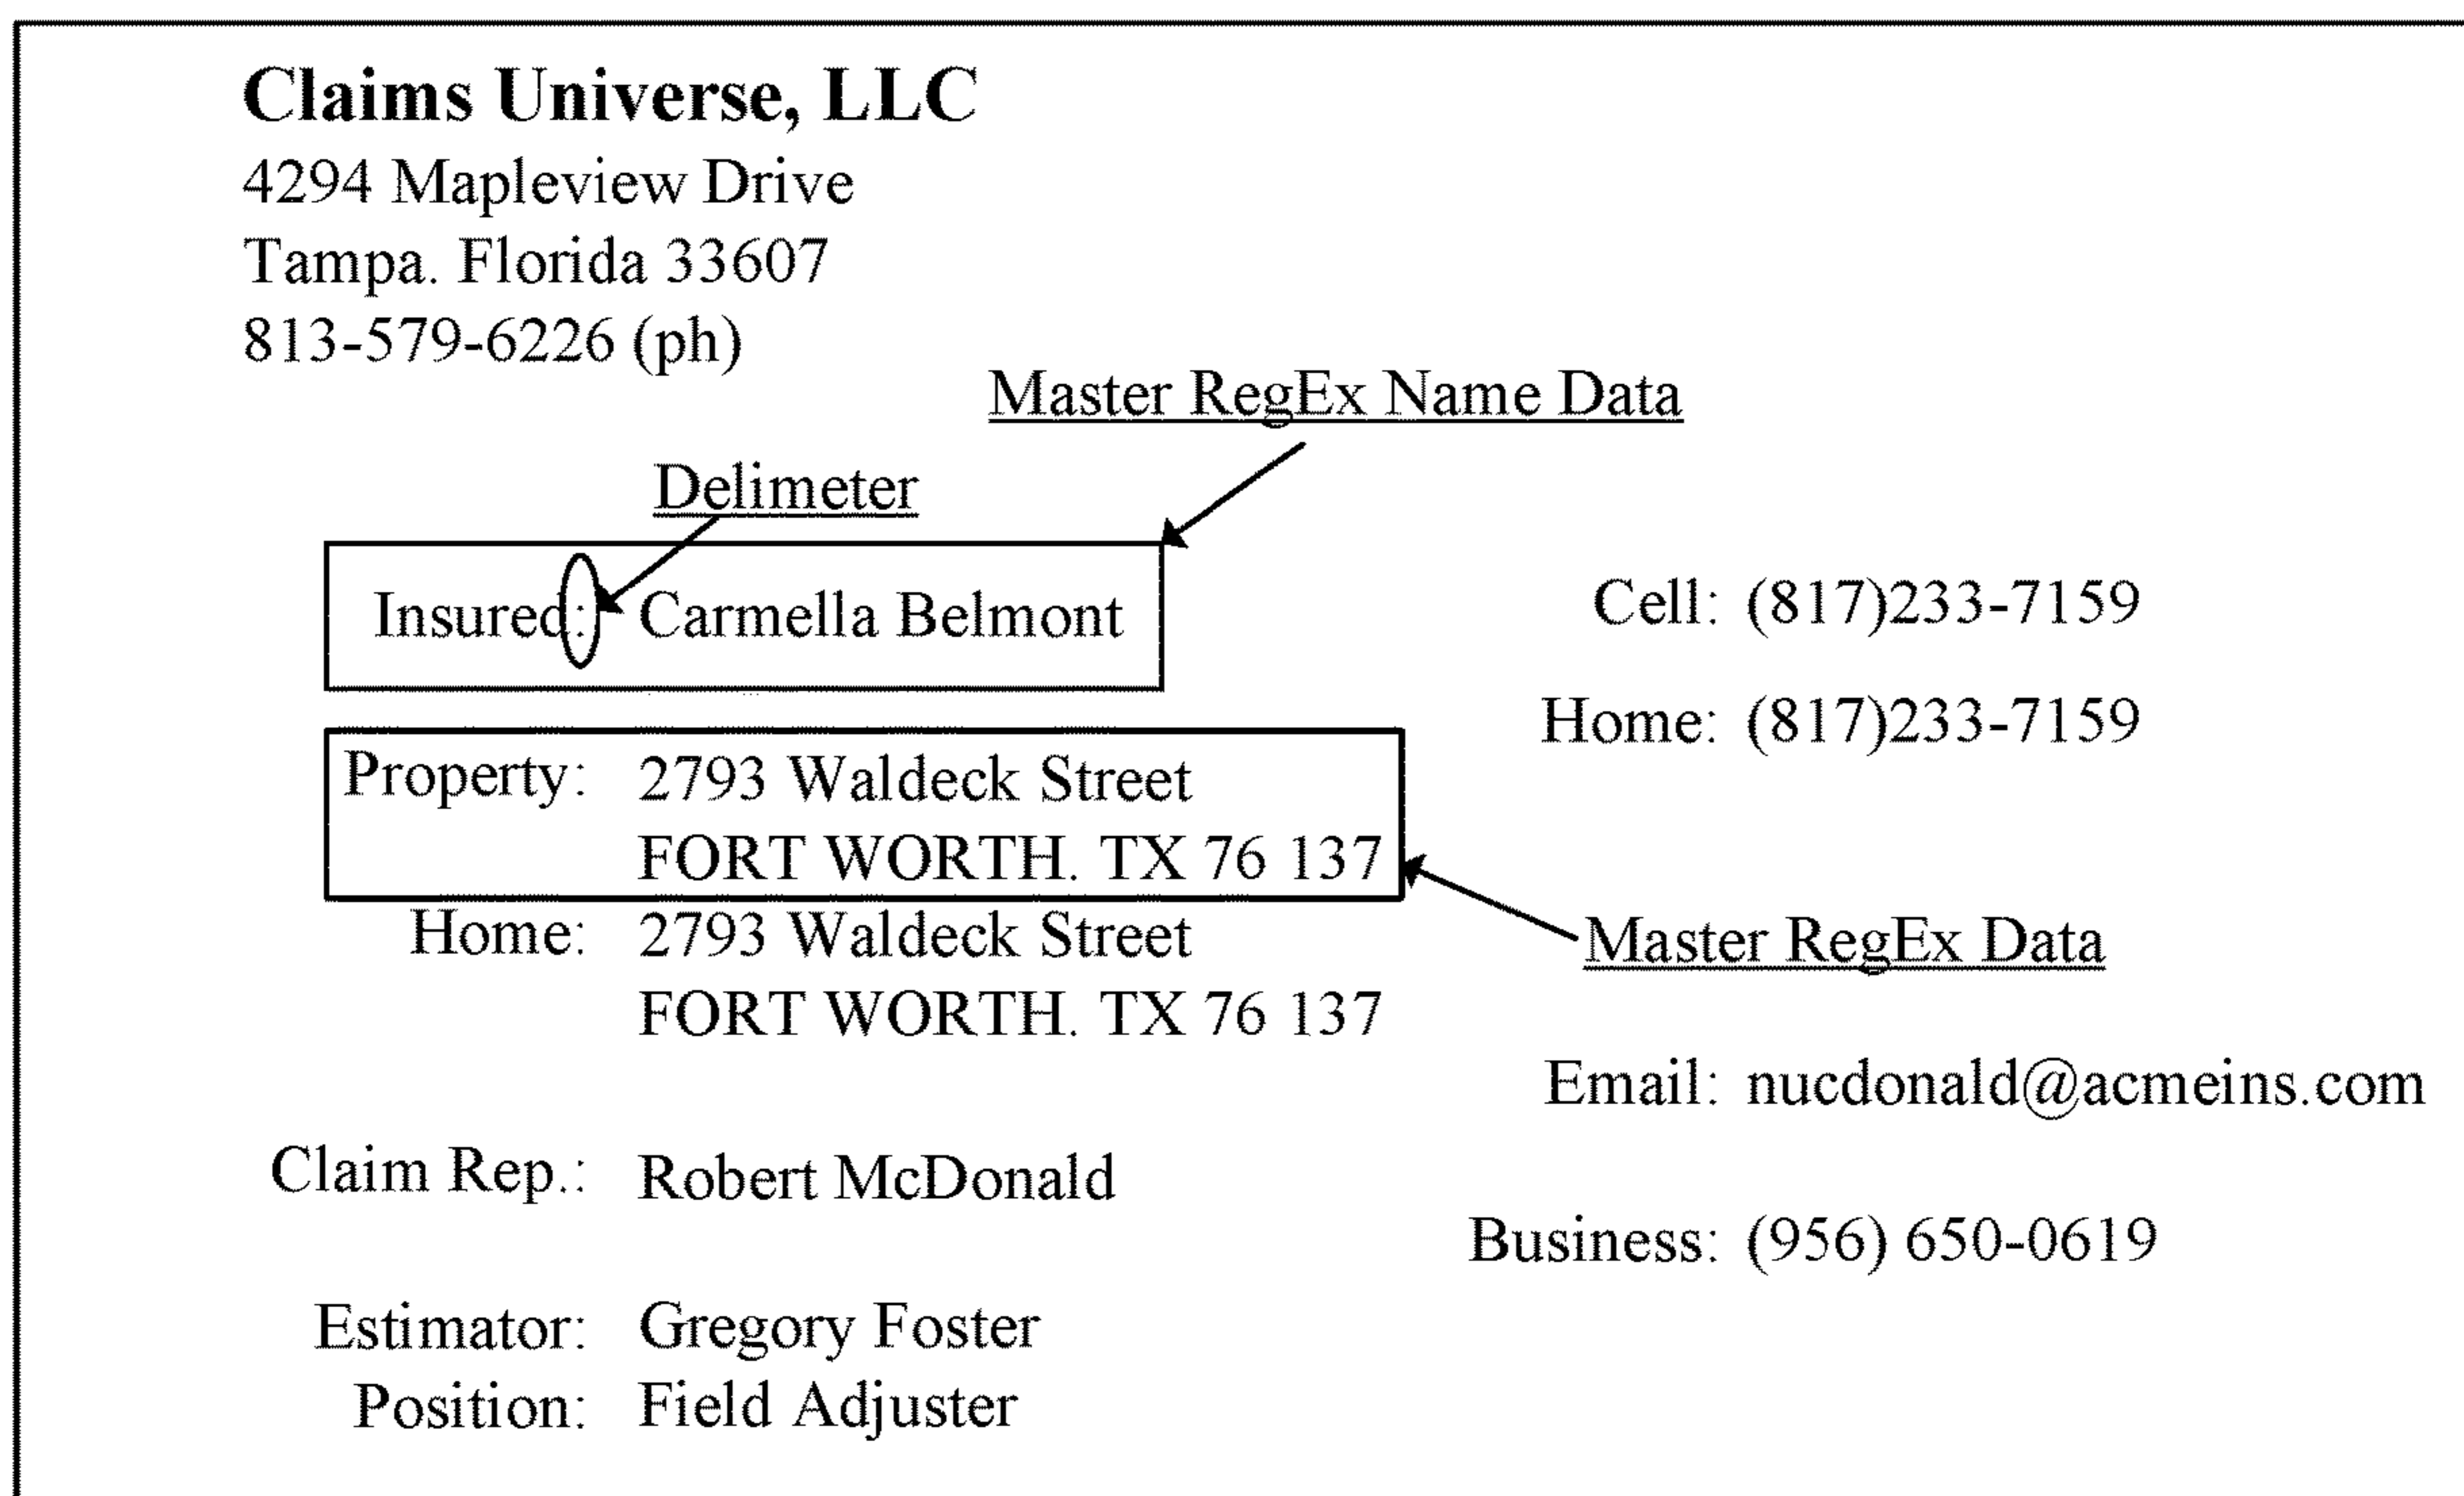 Claims Universe, LLC
4294 Mapleview Drive
Tampa. Florida 33607
813-579-6226 (ph)
Master RegEx Name Data
Delimeter
Insured: Carmella Belmont
Cell: (817)233-7159
Home: (817)233-7159
Property: 2793 Waldeck Street
FORT WORTH. TX 76 137
Home: 2793 Waldeck Street
Master RegEx Data
FORT WORTH. TX 76 137
Email: nucdonald@acmeins.com
Claim Rep.: Robert McDonald
Business: (956) 650-0619
Estimator: Gregory Foster
Position: Field Adjuster